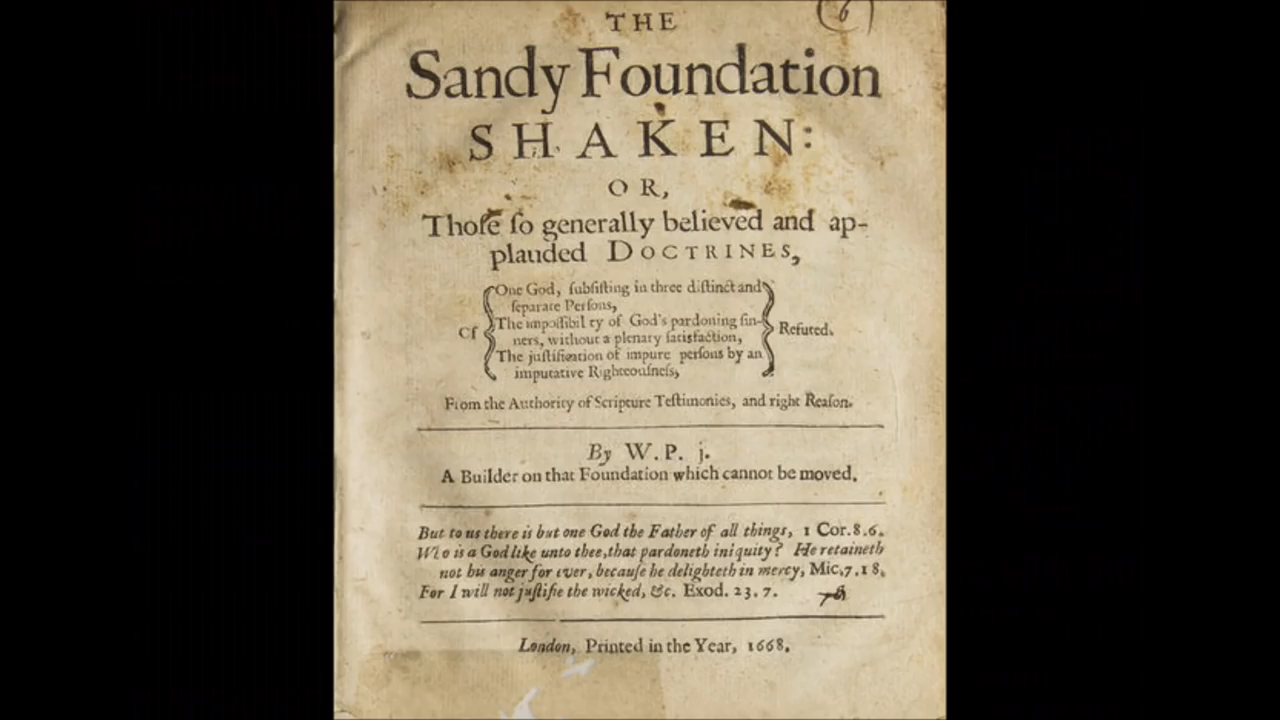 (6)
THE
Sandy Foundation
SHAKEN:
OR,
Thoſe ſo generally believed and ap-
plauded DOCTRINES,
One God, ſubſiſting in three diſtinct and
ſeparate Perſons,
Of The impoſſibil ty of God's pardoning ſin- Refuted.
ners, without a plenary ſatisfaction,
The juſtification of impure perſons by an
imputative Righteouſneſs,
From the Authority of Scripture Teſtimonies, and right Reaſon.
By W. P. j.
A Builder on that Foundation which cannot be moved.
But to us there is but one God the Father of all things, 1 Cor. 8. 6.
Who is a God like unto thee, that pardoneth iniquity? He retaineth
not his anger for ever, becauſe he delighteth in mercy, Mic. 7. 18.
For I will not juſtifie the wicked, &c. Exod. 23. 7.
London, Printed in the Year, 1668.